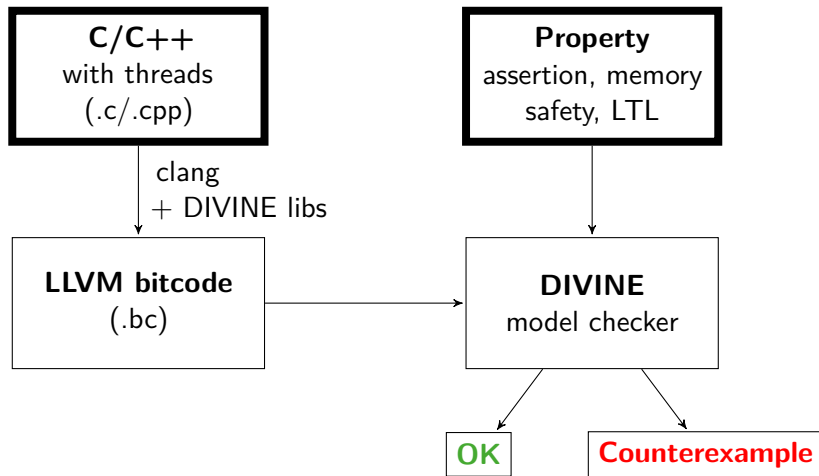 C/C++
with threads
(.c/.cpp)
Property
assertion, memory
safety, LTL
clang
+ DIVINE libs
LLVM bitcode
(.bc)
DIVINE
model checker
OK
Counterexample